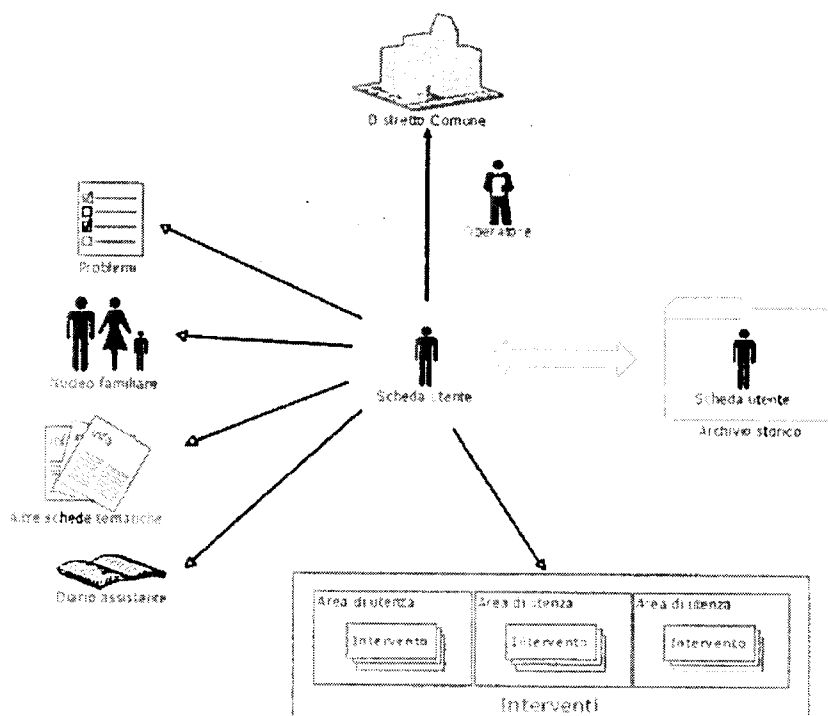 Distretto Comune
Operatore
Problemi
Nucleo familiare
Scheda utente
Scheda utente
Archivio storico
Altre schede tematiche
Diario assistente
Area di utenza
Area di utenza
Area di utenza
Intervento
Intervento
Intervento
Interventi